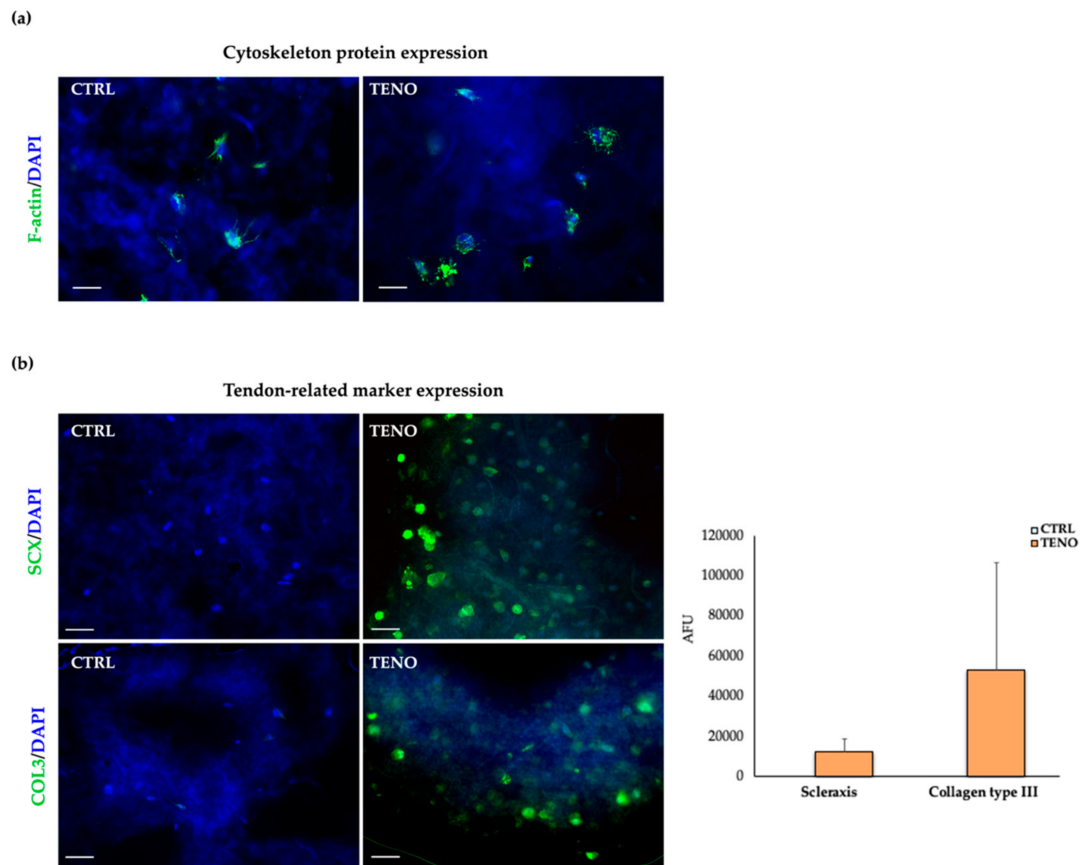 (a)
Cytoskeleton protein expression
F-actin/DAPI
CTRL
TENO
(b)
Tendon-related marker expression
SCX/DAPI
CTRL
TENO
COL3/DAPI
CTRL
TENO
CTRL
TENO
AFU
120000
100000
80000
60000
40000
20000
0
Scleraxis
Collagen type III